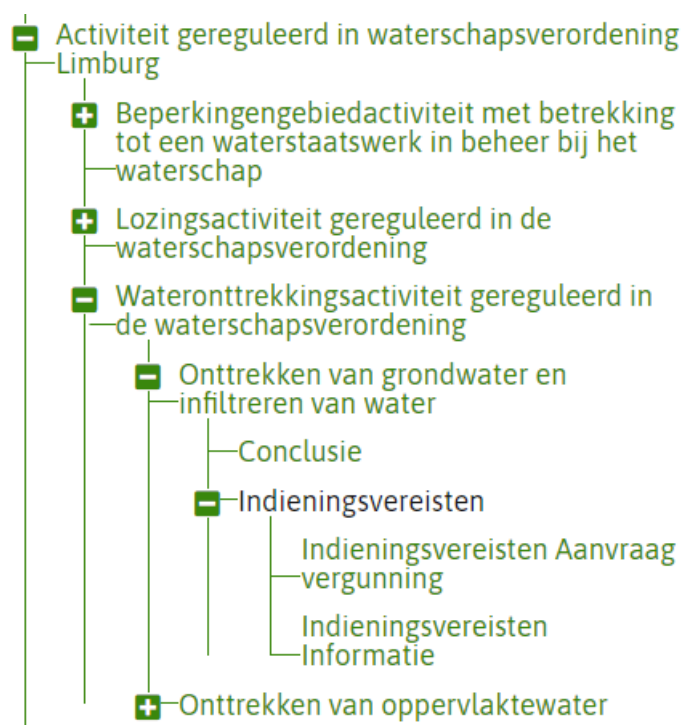 Activiteit gereguleerd in waterschapsverordening
Limburg
Beperkingengebiedactiviteit met betrekking
tot een waterstaatswerk in beheer bij het
waterschap
Lozingsactiviteit gereguleerd in de
waterschapsverordening
Wateronttrekkingsactiviteit gereguleerd in
de waterschapsverordening
Onttrekken van grondwater en
infiltreren van water
Conclusie
Indieningsvereisten
Indieningsvereisten Aanvraag
vergunning
Indieningsvereisten
Informatie
Onttrekken van oppervlaktewater